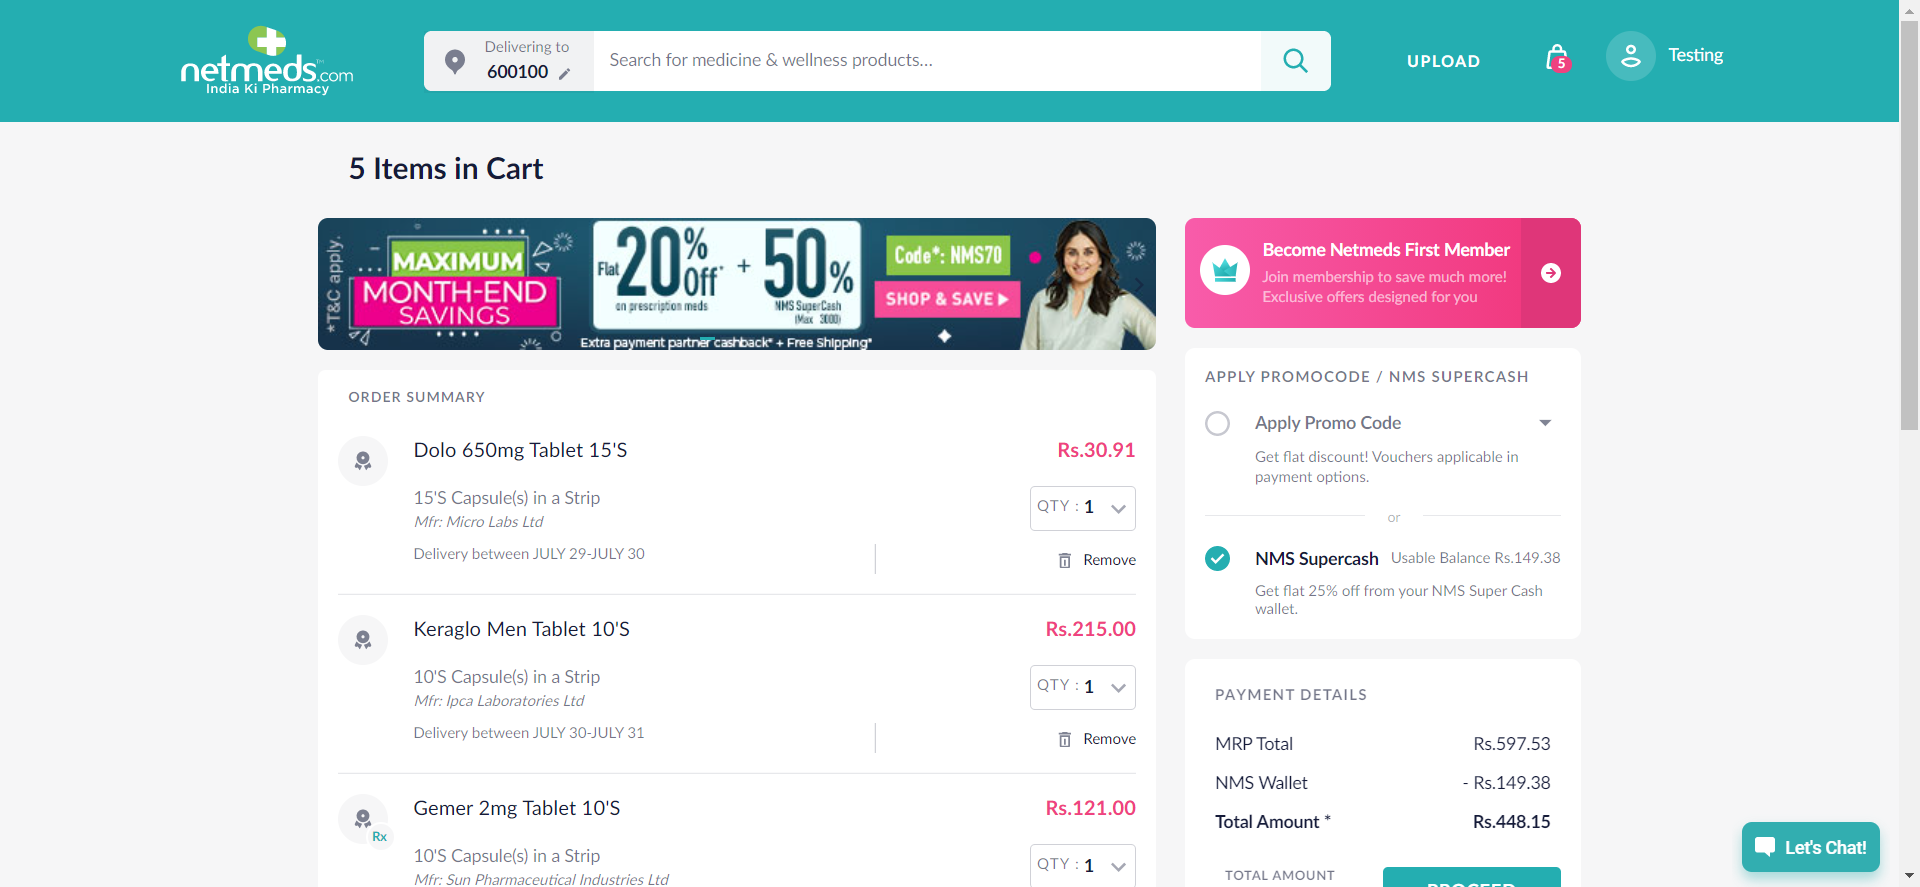 netmeds.com
India Ki Pharmacy
Delivering to
600100
Search for medicine & wellness products...
UPLOAD
5
Testing
5 Items in Cart
*T&C apply.
MAXIMUM
MONTH-END
SAVINGS
Flat 20% Off* + 50%
on prescription meds
NMS SuperCash
(Max 3000)
Code*: NMS70
SHOP & SAVE
Extra payment partner cashback* + Free Shipping*
Become Netmeds First Member
Join membership to save much more!
Exclusive offers designed for you
ORDER SUMMARY
Dolo 650mg Tablet 15'S
Rs.30.91
15'S Capsule(s) in a Strip
QTY : 1
Mfr: Micro Labs Ltd
Delivery between JULY 29-JULY 30
Remove
Keraglo Men Tablet 10'S
Rs.215.00
10'S Capsule(s) in a Strip
QTY : 1
Mfr: Ipca Laboratories Ltd
Delivery between JULY 30-JULY 31
Remove
Gemer 2mg Tablet 10'S
Rs.121.00
Rx
10'S Capsule(s) in a Strip
QTY : 1
Mfr: Sun Pharmaceutical Industries Ltd
APPLY PROMOCODE / NMS SUPERCASH
Apply Promo Code
Get flat discount! Vouchers applicable in
payment options.
or
NMS Supercash Usable Balance Rs.149.38
Get flat 25% off from your NMS Super Cash
wallet.
PAYMENT DETAILS
MRP Total Rs.597.53
NMS Wallet - Rs.149.38
Total Amount * Rs.448.15
TOTAL AMOUNT
PROCEED
Let's Chat!